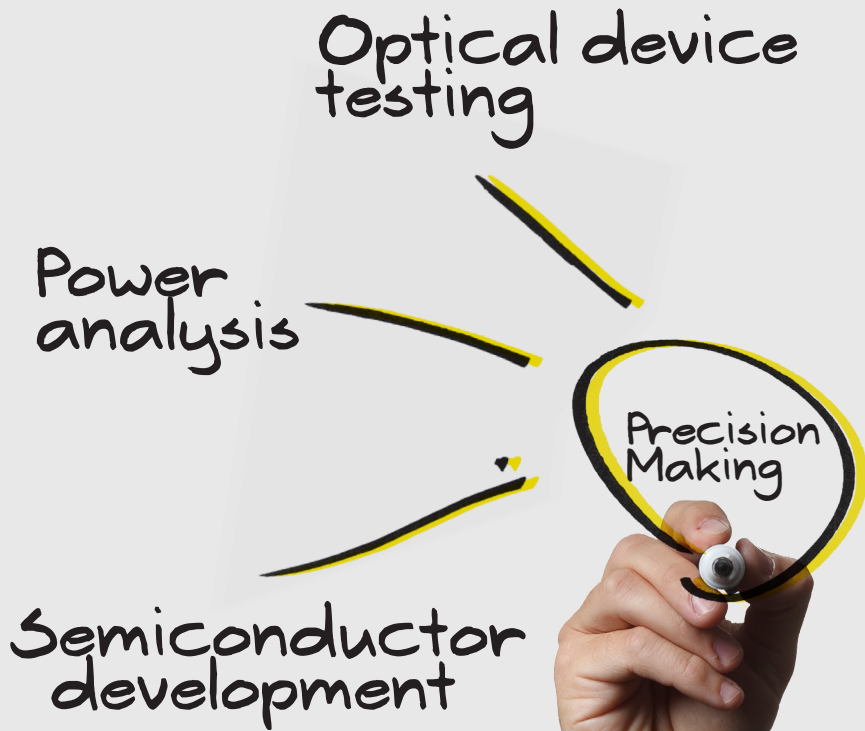 Optical device
testing
Power
analysis
Precision
Making
Semiconductor
development